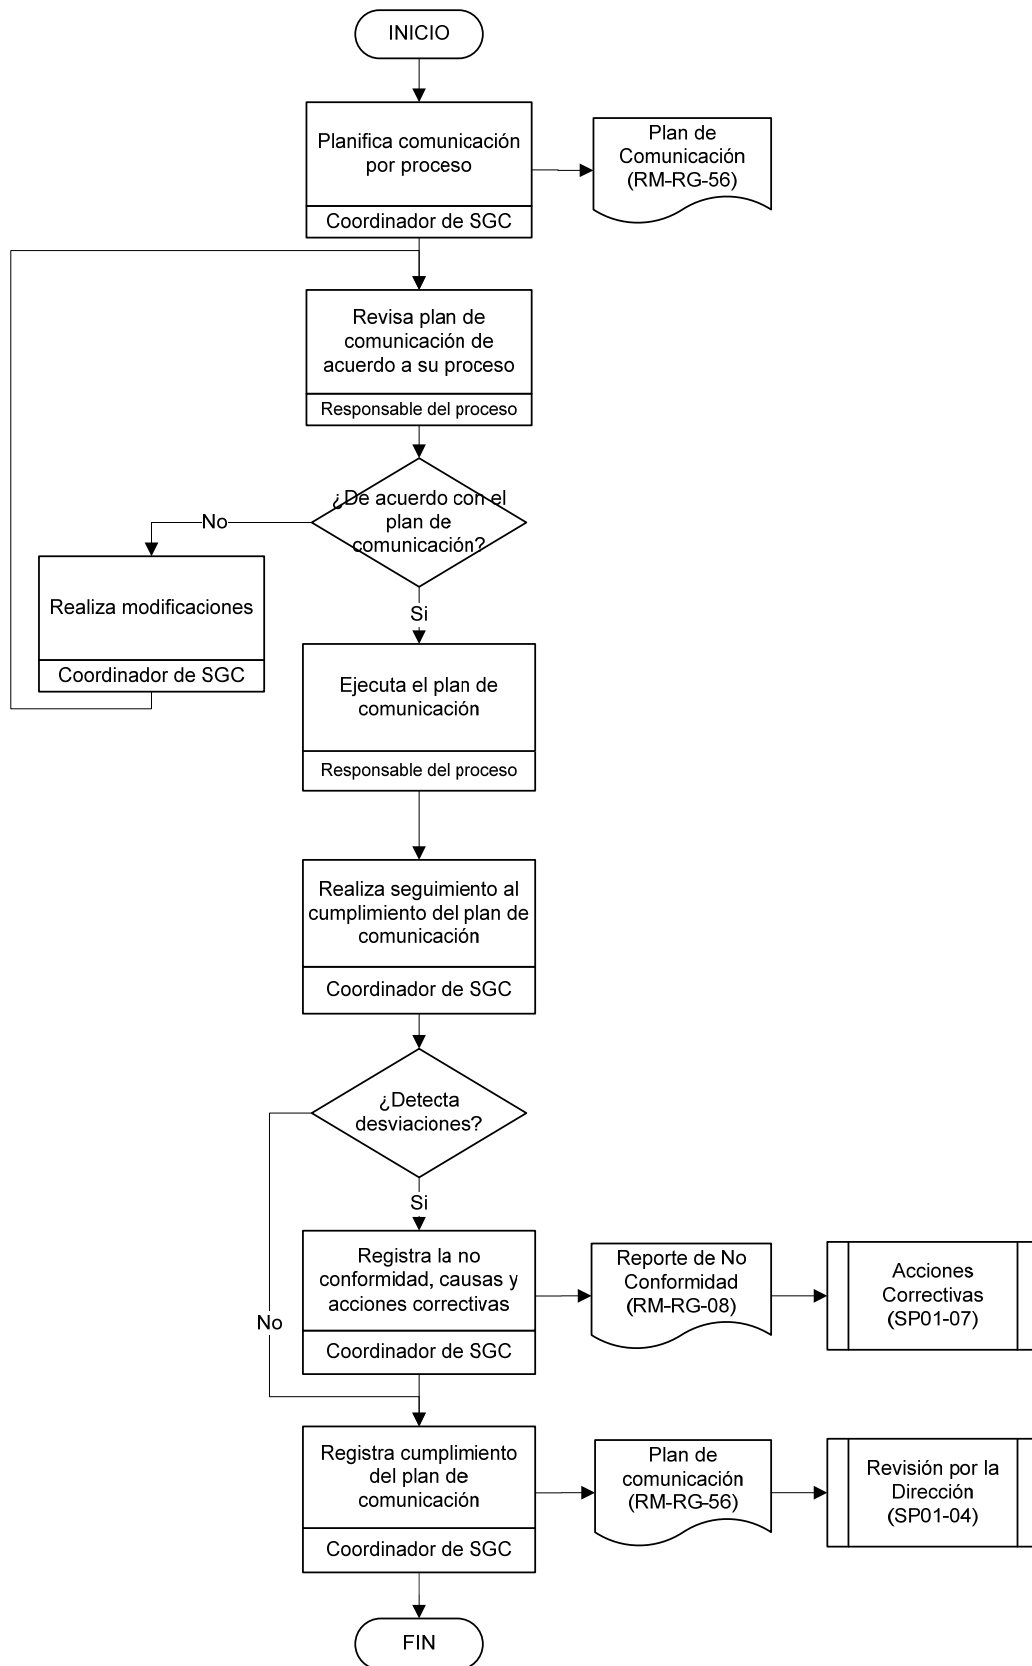 INICIO
Planifica comunicación
por proceso
Coordinador de SGC
Plan de
Comunicación
(RM-RG-56)
Revisa plan de
comunicación de
acuerdo a su proceso
Responsable del proceso
¿De acuerdo con el
plan de
comunicación?
No
Realiza modificaciones
Coordinador de SGC
Si
Ejecuta el plan de
comunicación
Responsable del proceso
Realiza seguimiento al
cumplimiento del plan de
comunicación
Coordinador de SGC
¿Detecta
desviaciones?
Si
No
Registra la no
conformidad, causas y
acciones correctivas
Coordinador de SGC
Reporte de No
Conformidad
(RM-RG-08)
Acciones
Correctivas
(SP01-07)
Registra cumplimiento
del plan de
comunicación
Coordinador de SGC
Plan de
comunicación
(RM-RG-56)
Revisión por la
Dirección
(SP01-04)
FIN